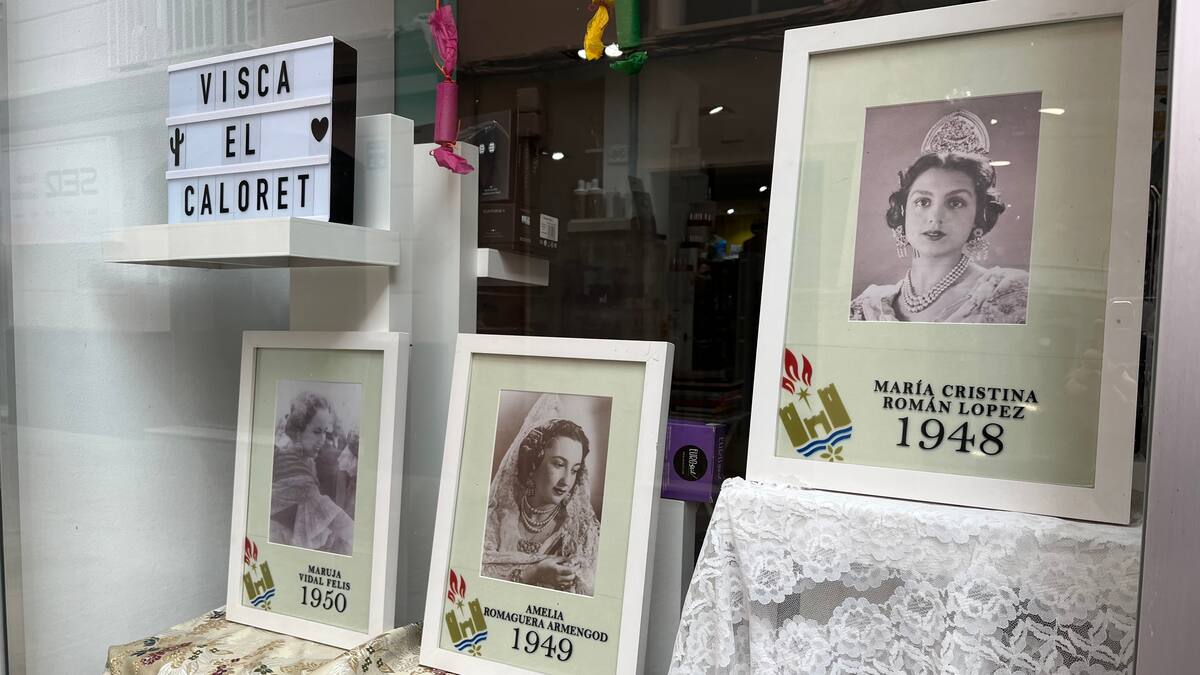 VISCA
EL
CALORET
MARÍA CRISTINA
ROMÁN LOPEZ
1948
MARUJA
VIDAL FELIS
1950
AMELIA
ROMAGUERA ARMENGOD
1949